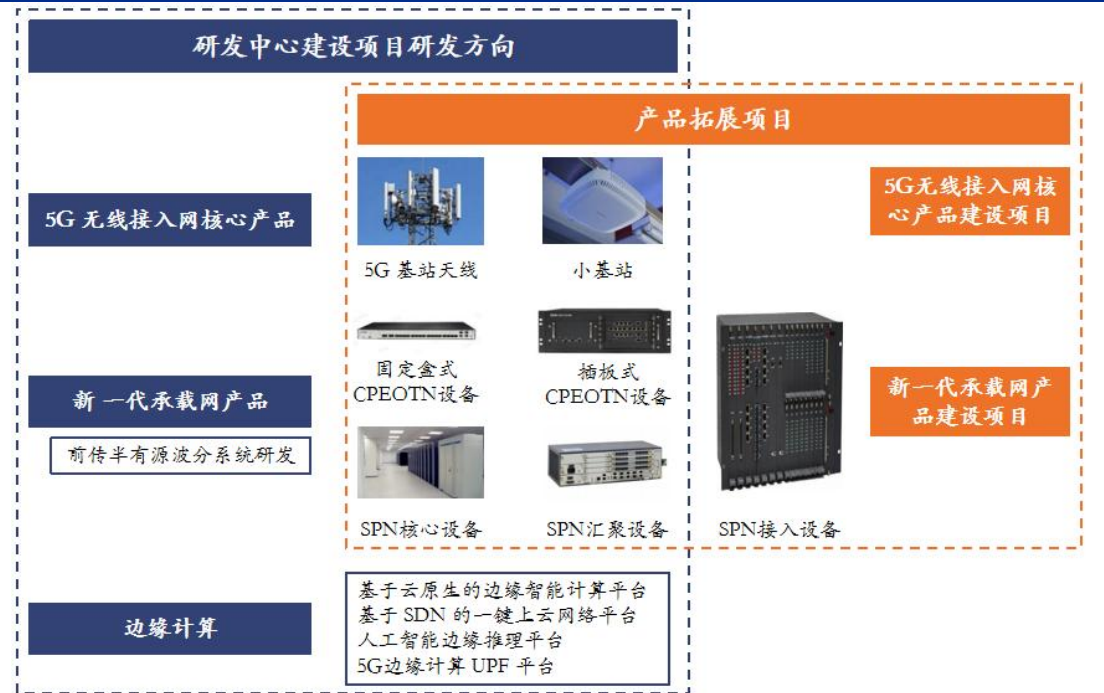 研发中心建设项目研发方向
产品拓展项目
5G 无线接入网核心产品
5G 基站天线
小基站
5G无线接入网核
心产品建设项目
固定盒式
CPEOTN设备
插板式
CPEOTN设备
新一代承载网产品
前传半有源波分系统研发
新一代承载网产
品建设项目
SPN核心设备
SPN汇聚设备
SPN接入设备
边缘计算
基于云原生的边缘智能计算平台
基于 SDN 的一键上云网络平台
人工智能边缘推理平台
5G边缘计算 UPF 平台